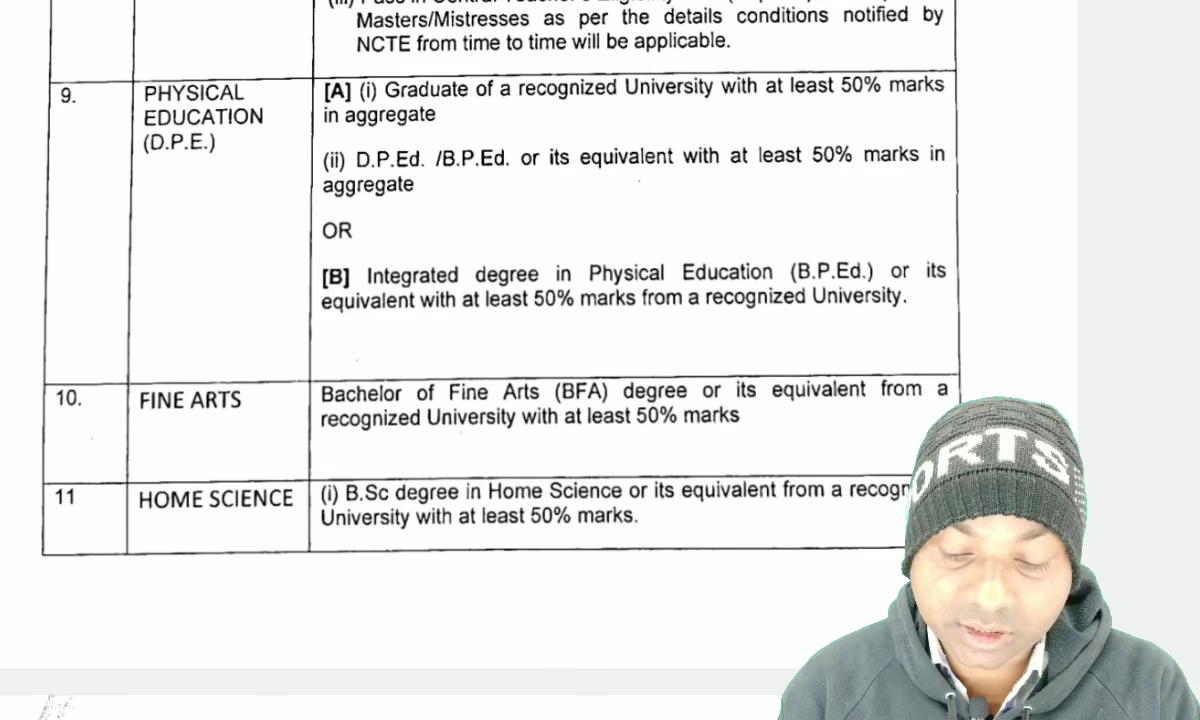 Masters/Mistresses as per the details conditions notified by
NCTE from time to time will be applicable.
9.
PHYSICAL
EDUCATION
(D.P.E.)
[A] (i) Graduate of a recognized University with at least 50% marks
in aggregate
(ii) D.P.Ed. /B.P.Ed. or its equivalent with at least 50% marks in
aggregate
OR
[B] Integrated degree in Physical Education (B.P.Ed.) or its
equivalent with at least 50% marks from a recognized University.
10.
FINE ARTS
Bachelor of Fine Arts (BFA) degree or its equivalent from a
recognized University with at least 50% marks
11
HOME SCIENCE
(i) B.Sc degree in Home Science or its equivalent from a
University with at least 50% marks.